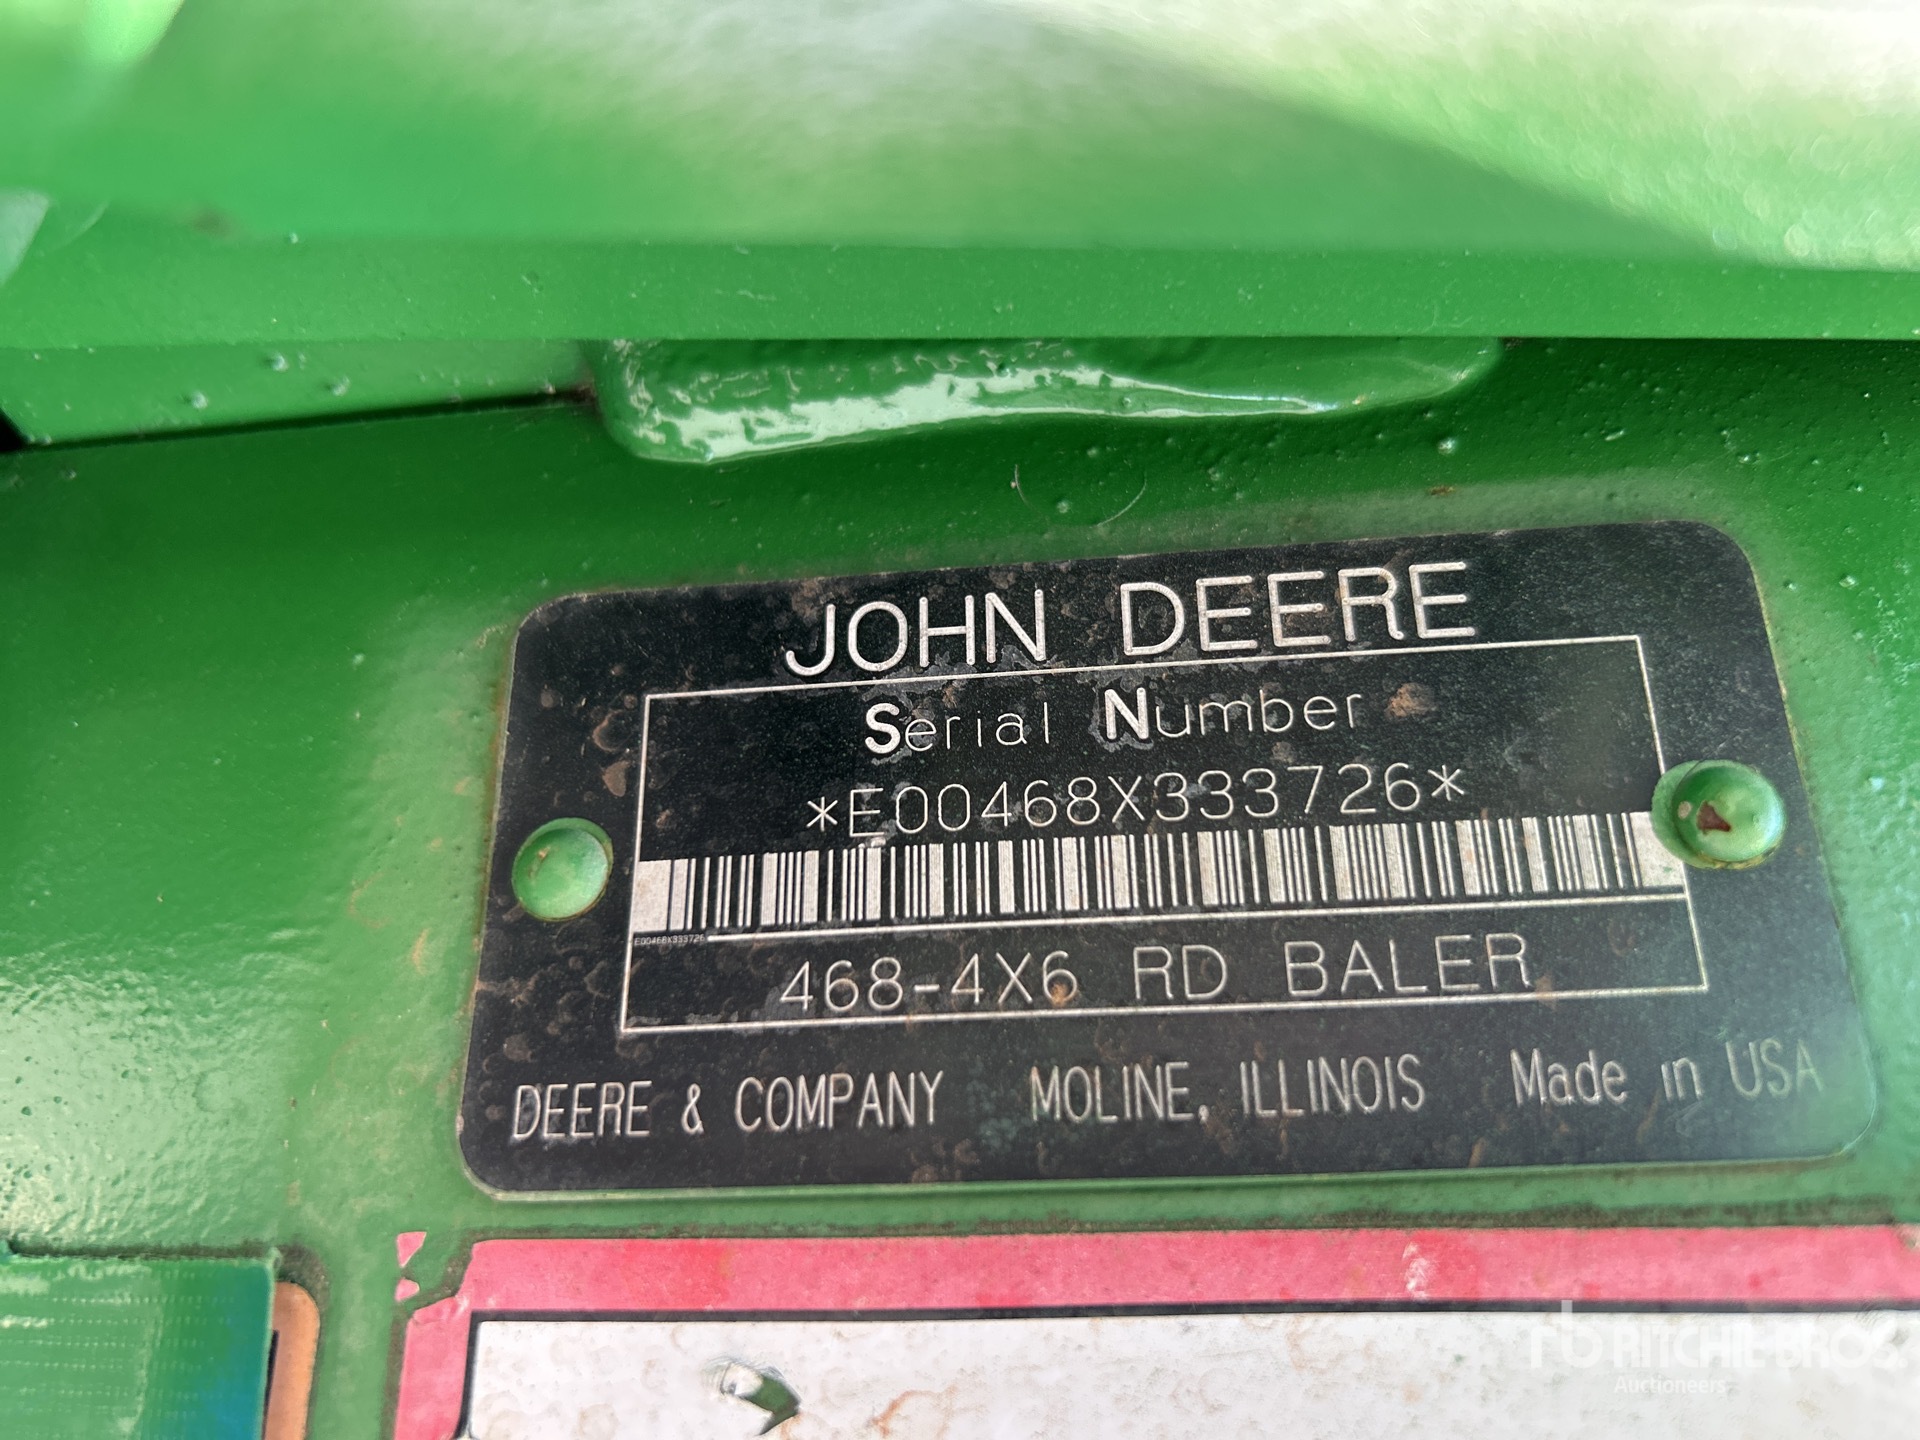 JOHN DEERE
Serial Number
*E00468X333726*
E00468X333726
468-4X6 RD BALER
DEERE & COMPANY MOLINE, ILLINOIS Made in USA
rb RITCHIE BROS.
Auctioneers